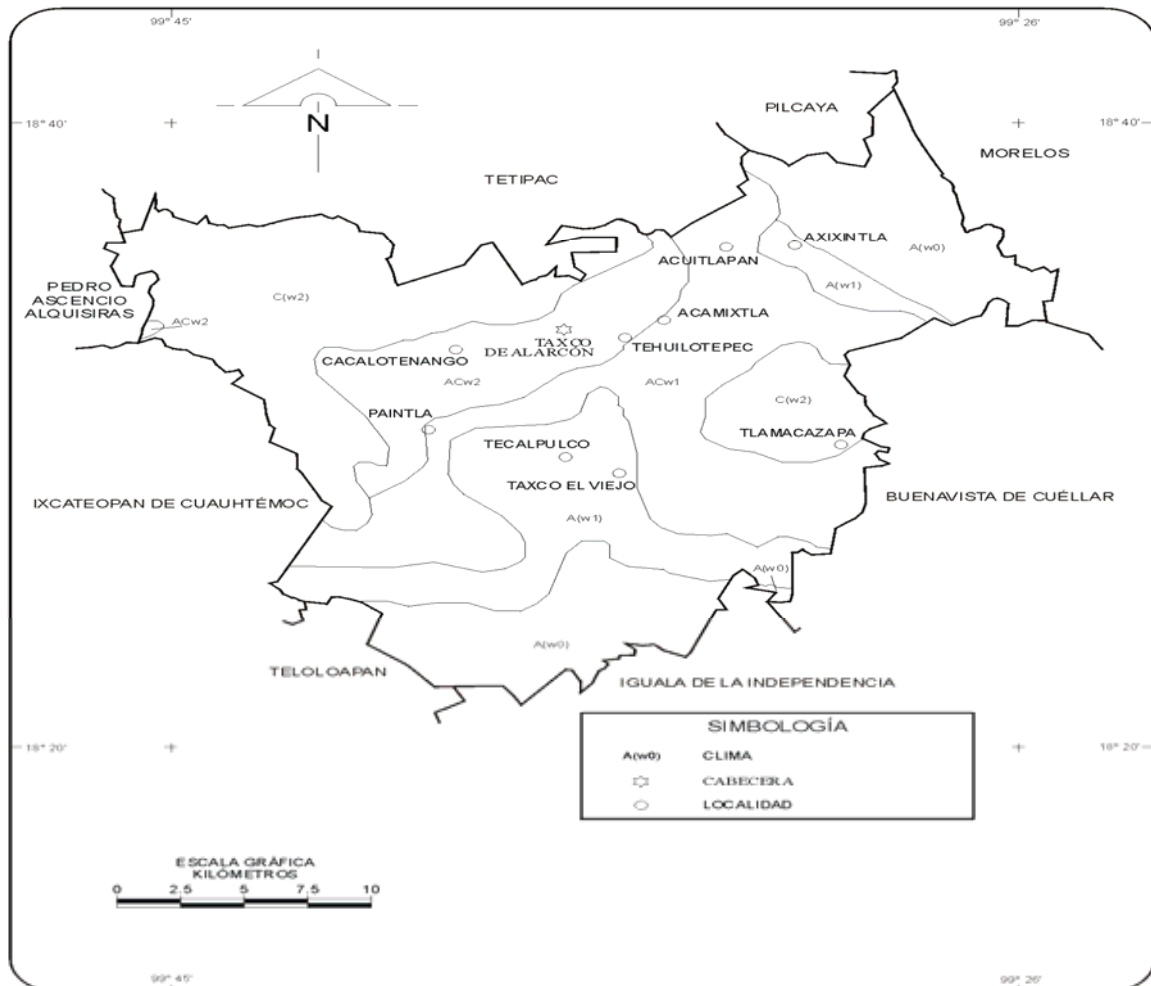 99° 45'
99° 26'
PILCAYA
N
18° 40'
18° 40'
MORELOS
TETIPAC
AXIXINTLA
ACUITLAPAN
A(w0)
PEDRO
ASCENCIO
ALQUISIRAS
C(w2)
A(w1)
ACw2
ACAMIXTLA
TAXCO
DE ALARCÓN
TEHUILOTEPEC
CACALOTENANGO
ACw2
ACw1
C(w2)
PAINTLA
TLAMACAZAPA
TECALPULCO
TAXCO EL VIEJO
IXCATEOPAN DE CUAUHTÉMOC
BUENAVISTA DE CUÉLLAR
A(w1)
A(w0)
A(w0)
TELOLOAPAN
IGUALA DE LA INDEPENDENCIA
SIMBOLOGÍA
18° 20'
18° 20'
A(w0) CLIMA
CABECERA
LOCALIDAD
ESCALA GRÁFICA
KILÓMETROS
0 2.5 5 7.5 10
99° 45'
99° 26'